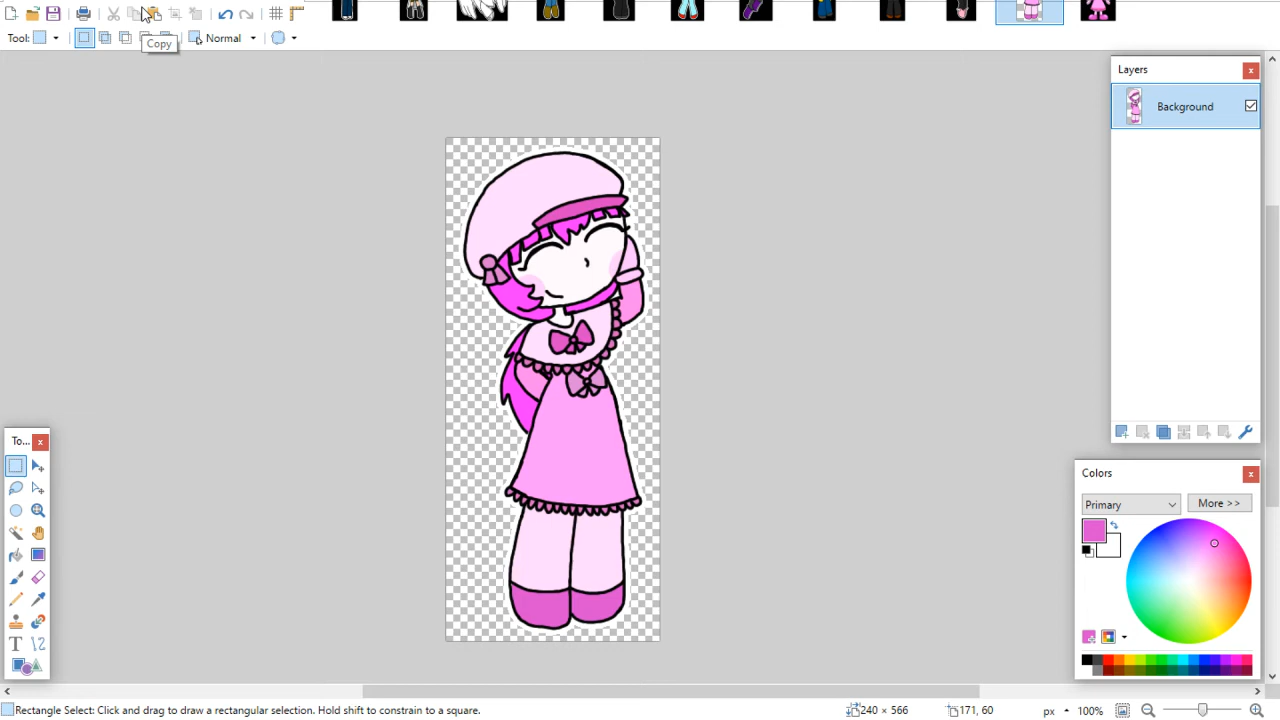 Tool:
Normal
Copy
Layers
Background
To...
Colors
Primary
More >>
Rectangle Select: Click and drag to draw a rectangular selection. Hold shift to constrain to a square.
240 × 566
171, 60
px
100%